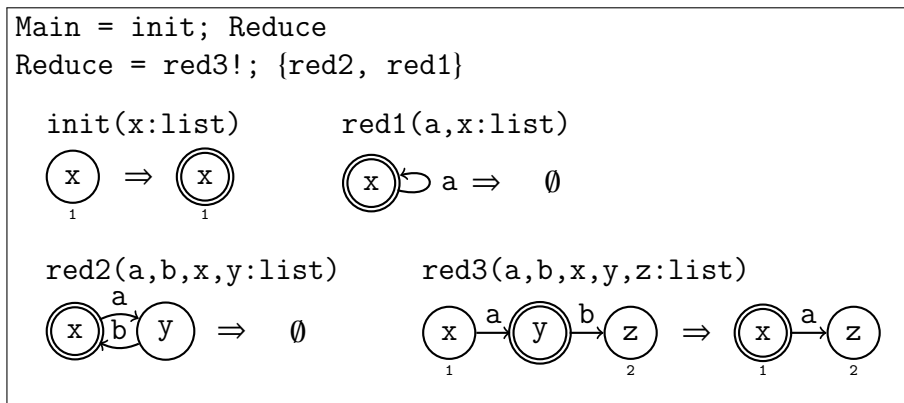 Main = init; Reduce
Reduce = red3!; {red2, red1}
init(x:list) red1(a,x:list)
x ⇒ x x a ⇒ ∅
1 1
red2(a,b,x,y:list) red3(a,b,x,y,z:list)
a
x b y ⇒ ∅ x a y b z ⇒ x a z
1 2 1 2